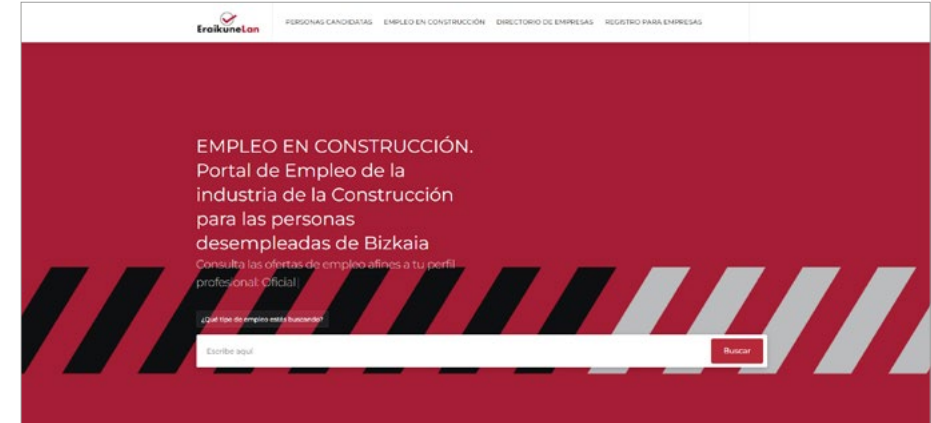 EraikuneLan
PERSONAS CANDIDATAS EMPLEO EN CONSTRUCCIÓN DIRECTORIO DE EMPRESAS REGISTRO PARA EMPRESAS
EMPLEO EN CONSTRUCCIÓN.
Portal de Empleo de la
industria de la Construcción
para las personas
desempleadas de Bizkaia
Consulta las ofertas de empleo afines a tu perfil
profesional: Oficial|
¿Qué tipo de empleo estás buscando?
Escribe aquí
Buscar